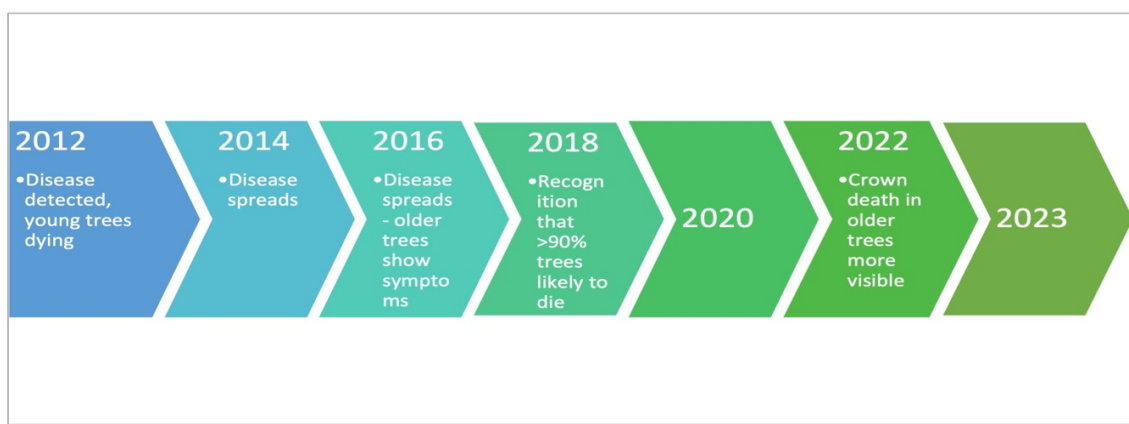 2012
•Disease
detected,
young trees
dying
2014
•Disease
spreads
2016
•Disease
spreads
- older
trees
show
sympto
ms
2018
•Recogn
ition
that
>90%
trees
likely to
die
2020
2022
•Crown
death in
older
trees
more
visible
2023